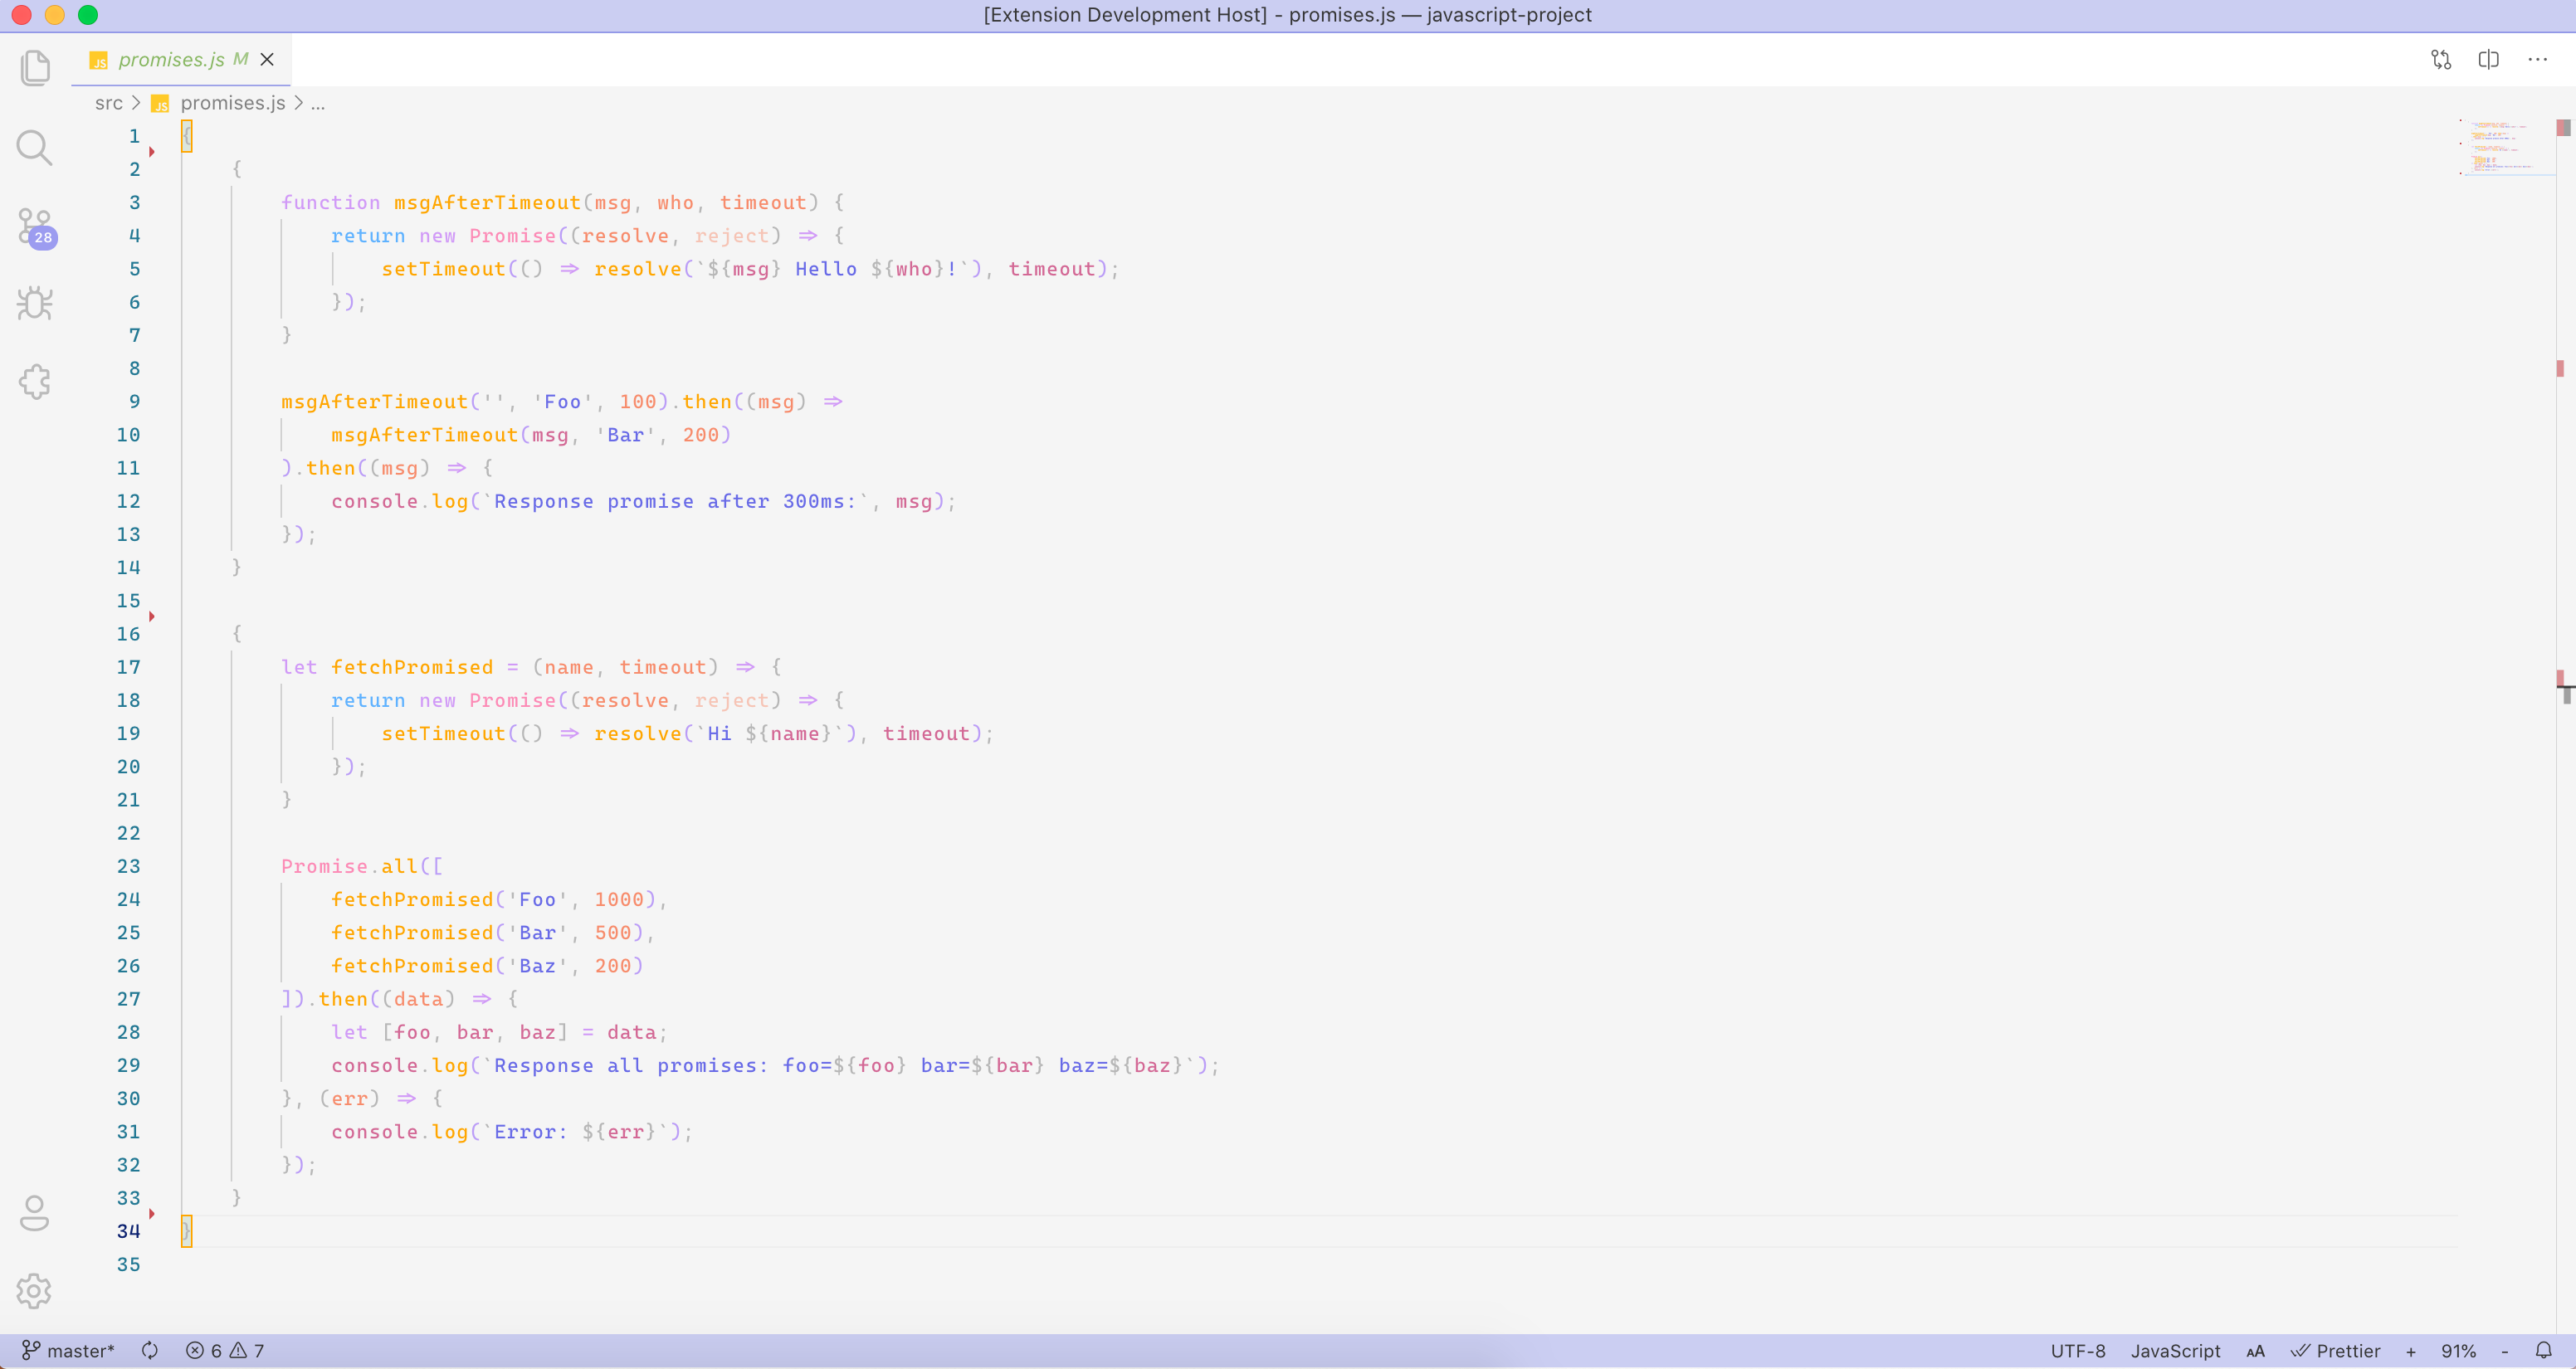 [Extension Development Host] - promises.js — javascript-project
JS promises.js M
src > JS promises.js > ...
1 {
2 {
3 function msgAfterTimeout(msg, who, timeout) {
4 return new Promise((resolve, reject) => {
5 setTimeout(() => resolve(`${msg} Hello ${who}!`), timeout);
6 });
7 }
8
9 msgAfterTimeout('', 'Foo', 100).then((msg) =>
10 msgAfterTimeout(msg, 'Bar', 200)
11 ).then((msg) => {
12 console.log(`Response promise after 300ms:`, msg);
13 });
14 }
15
16 {
17 let fetchPromised = (name, timeout) => {
18 return new Promise((resolve, reject) => {
19 setTimeout(() => resolve(`Hi ${name}`), timeout);
20 });
21 }
22
23 Promise.all([
24 fetchPromised('Foo', 1000),
25 fetchPromised('Bar', 500),
26 fetchPromised('Baz', 200)
27 ]).then((data) => {
28 let [foo, bar, baz] = data;
29 console.log(`Response all promises: foo=${foo} bar=${bar} baz=${baz}`);
30 }, (err) => {
31 console.log(`Error: ${err}`);
32 });
33 }
34 }
35
28
master* 6 7 UTF-8 JavaScript AA Prettier + 91% -